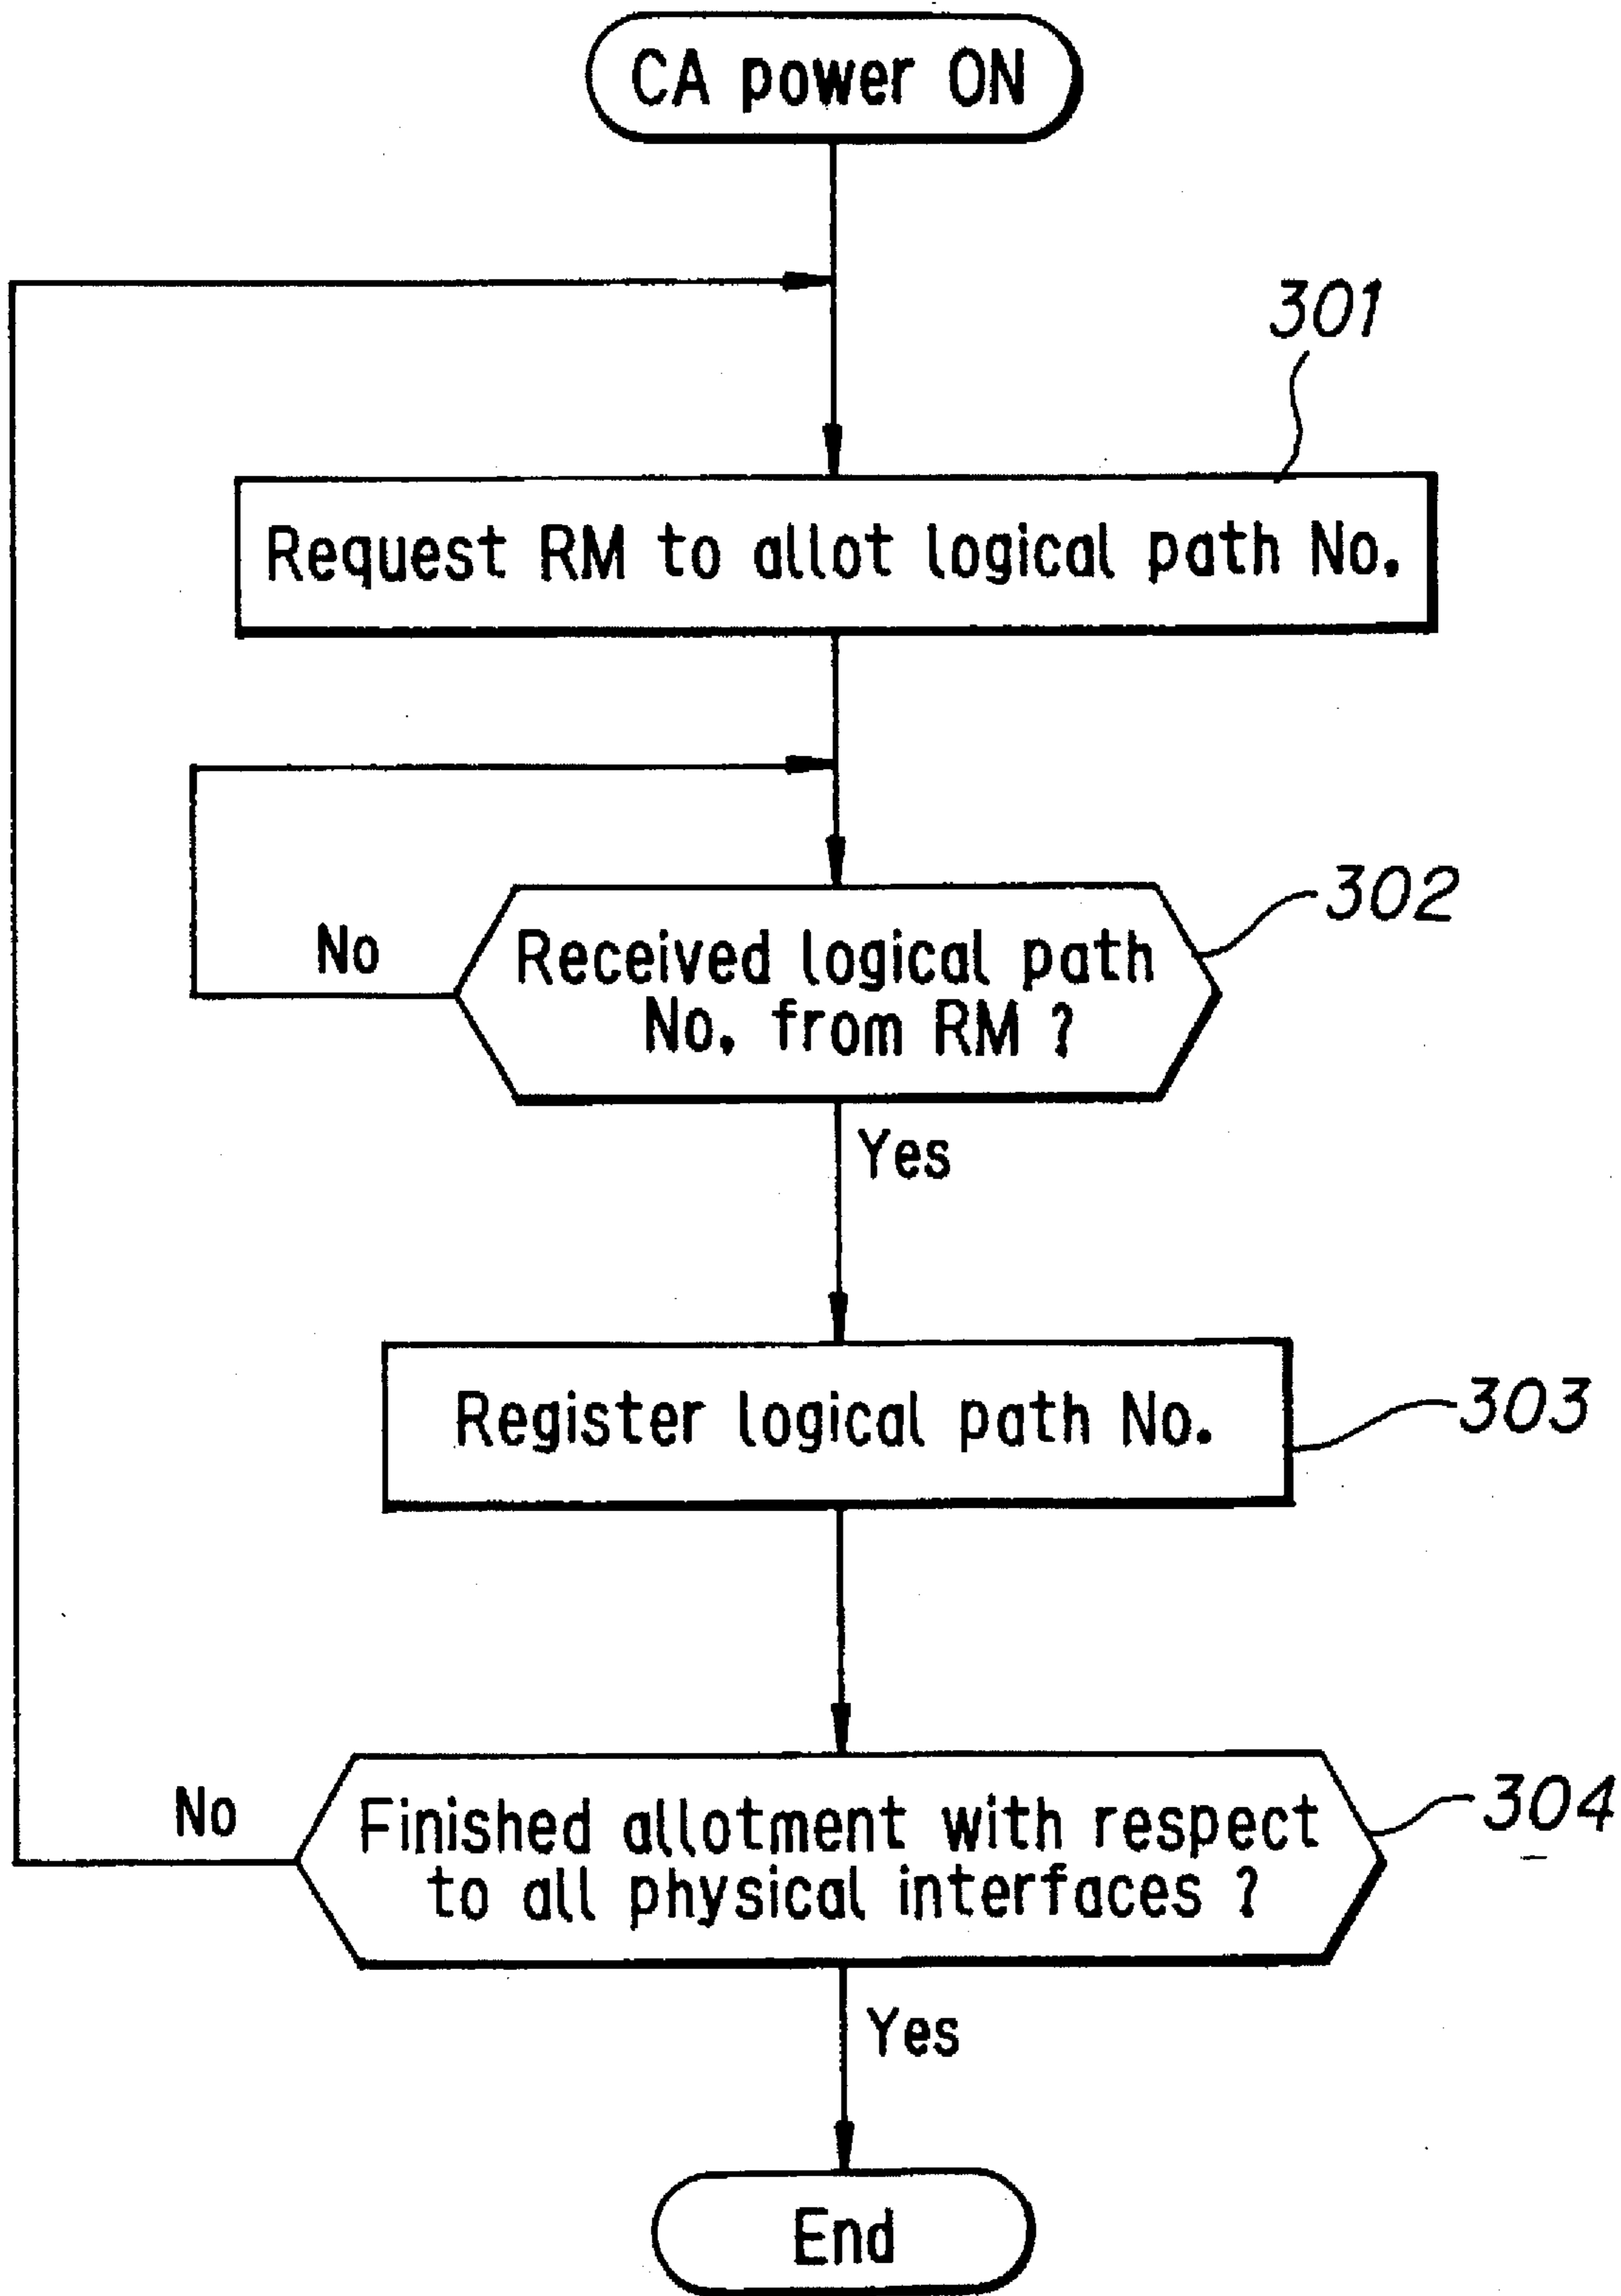 CA power ON
301
Request RM to allot logical path No.
302
No
Received logical path
No. from RM ?
Yes
Register logical path No.
303
No
Finished allotment with respect
to all physical interfaces ?
304
Yes
End